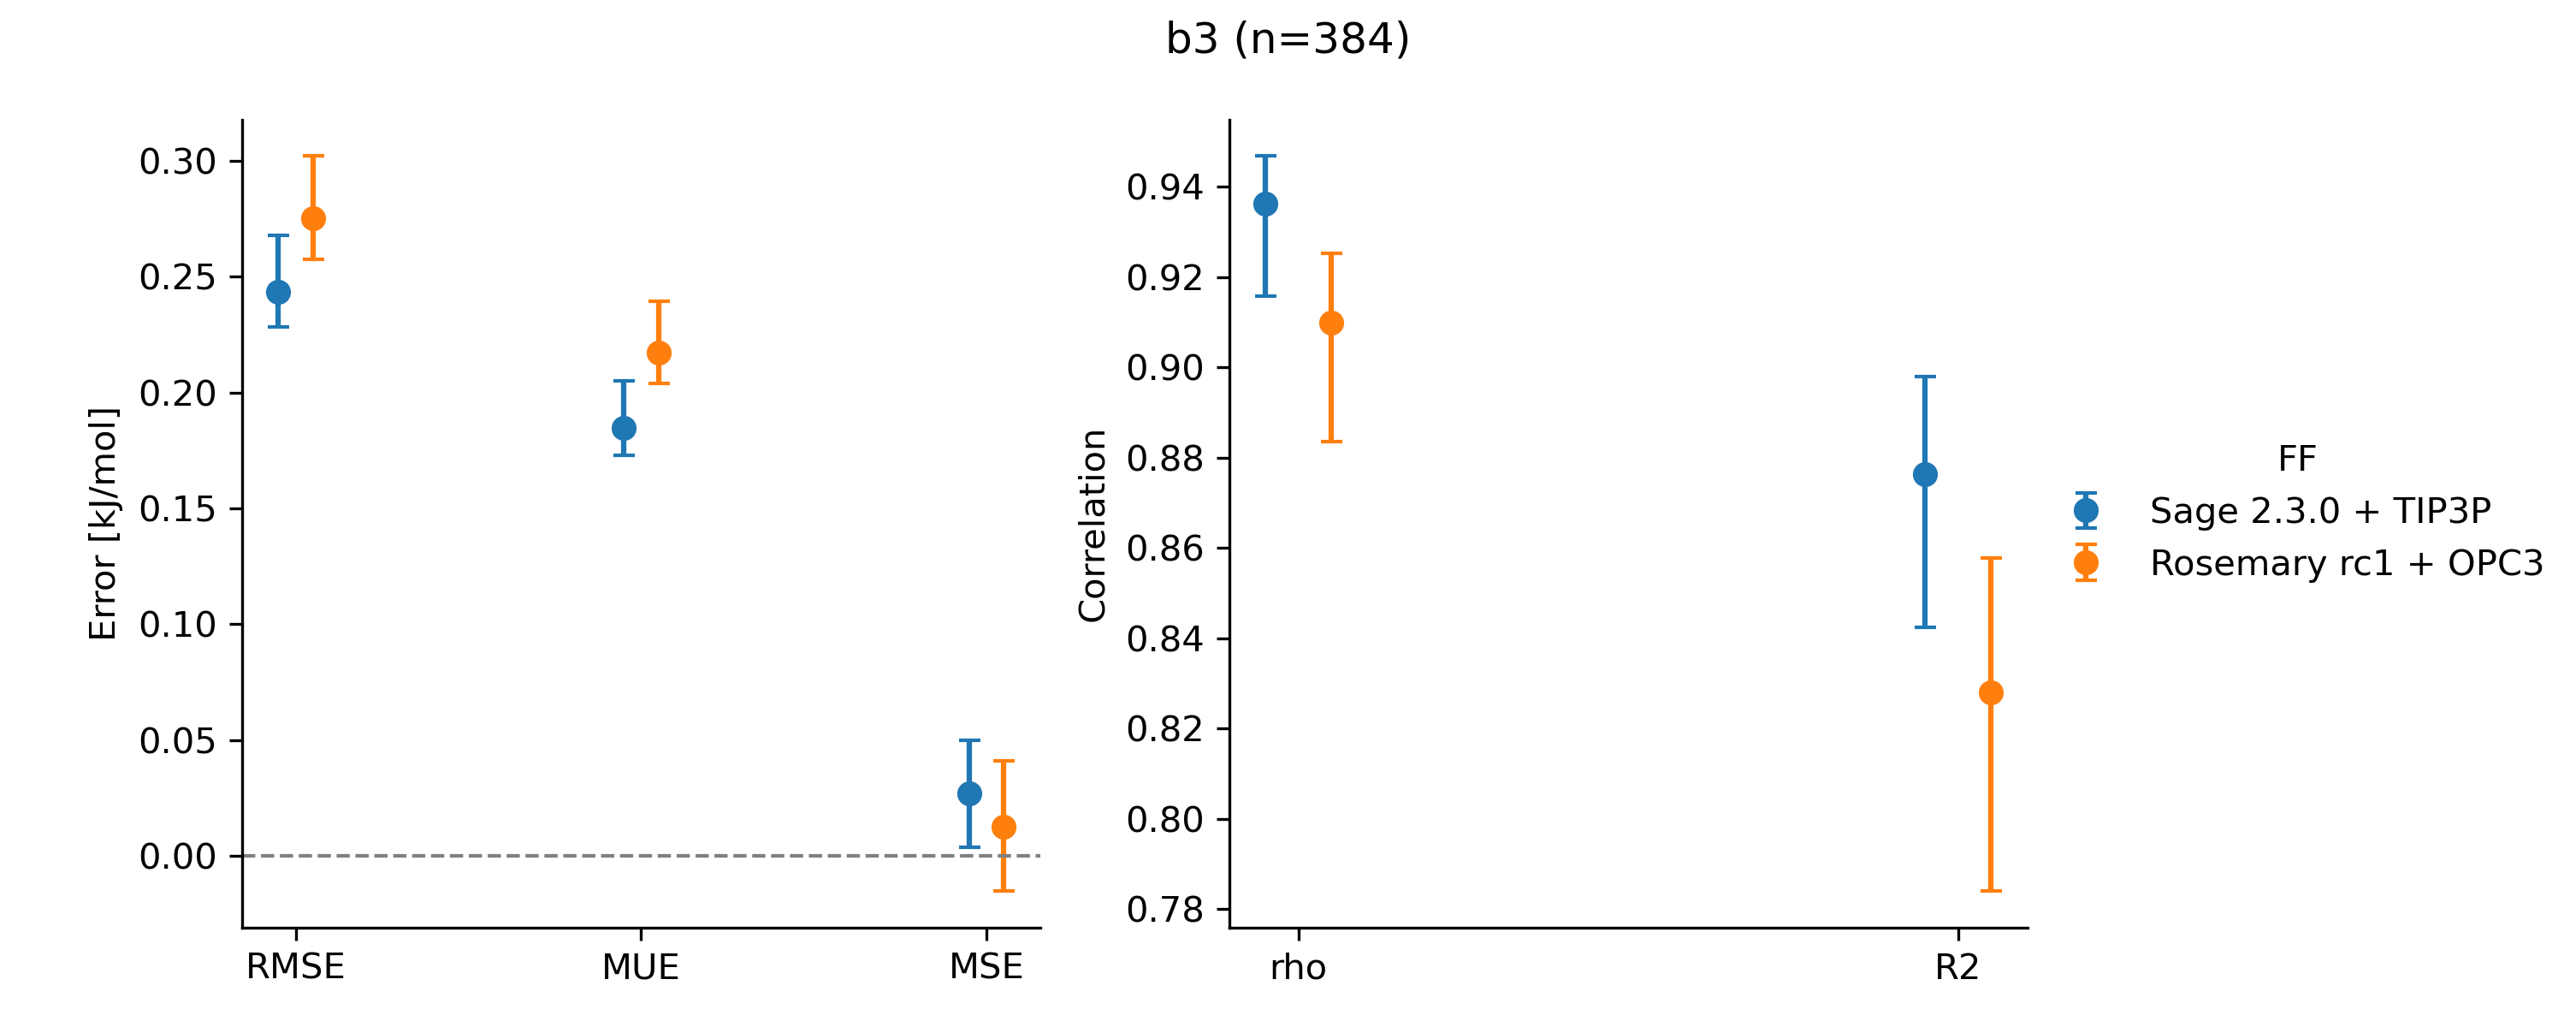 b3 (n=384)
Error [kJ/mol]
0.30
0.25
0.20
0.15
0.10
0.05
0.00
RMSE
MUE
MSE
Correlation
0.94
0.92
0.90
0.88
0.86
0.84
0.82
0.80
0.78
rho
R2
FF
Sage 2.3.0 + TIP3P
Rosemary rc1 + OPC3